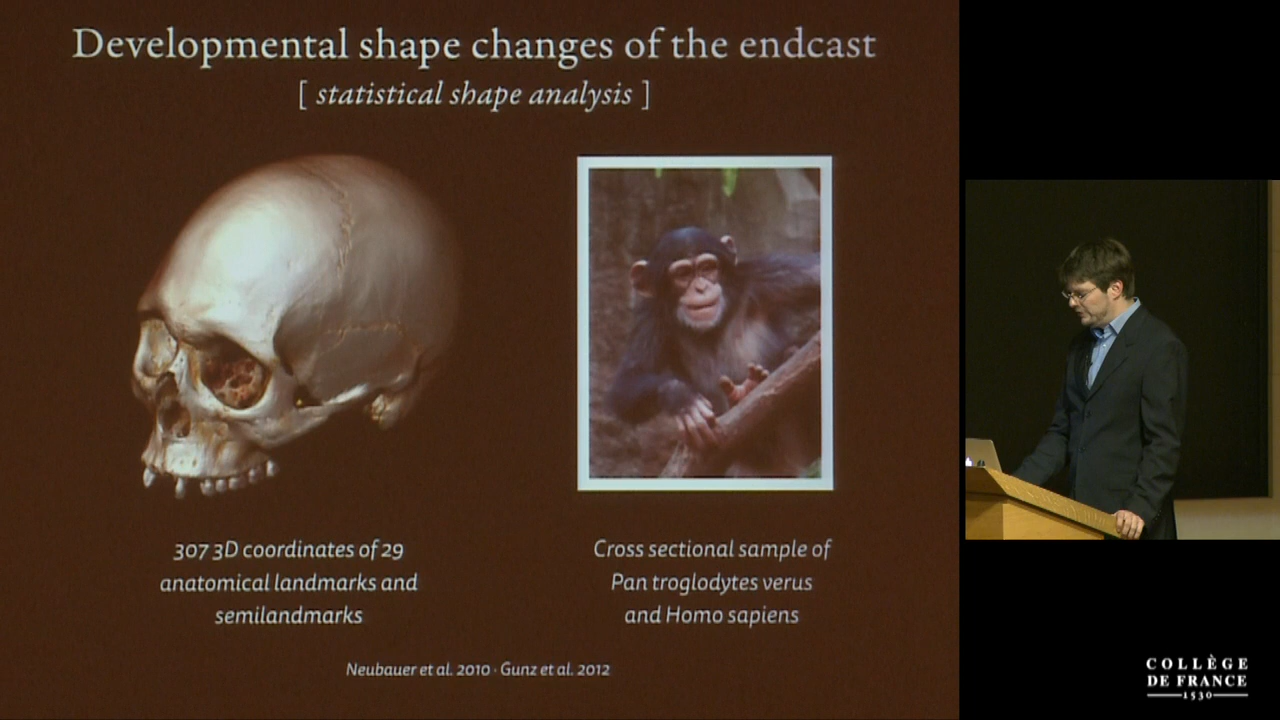 Developmental shape changes of the endcast
[ statistical shape analysis ]
307 3D coordinates of 29
anatomical landmarks and
semilandmarks
Cross sectional sample of
Pan troglodytes verus
and Homo sapiens
Neubauer et al. 2010 · Gunz et al. 2012
COLLÈGE
DE FRANCE
1530